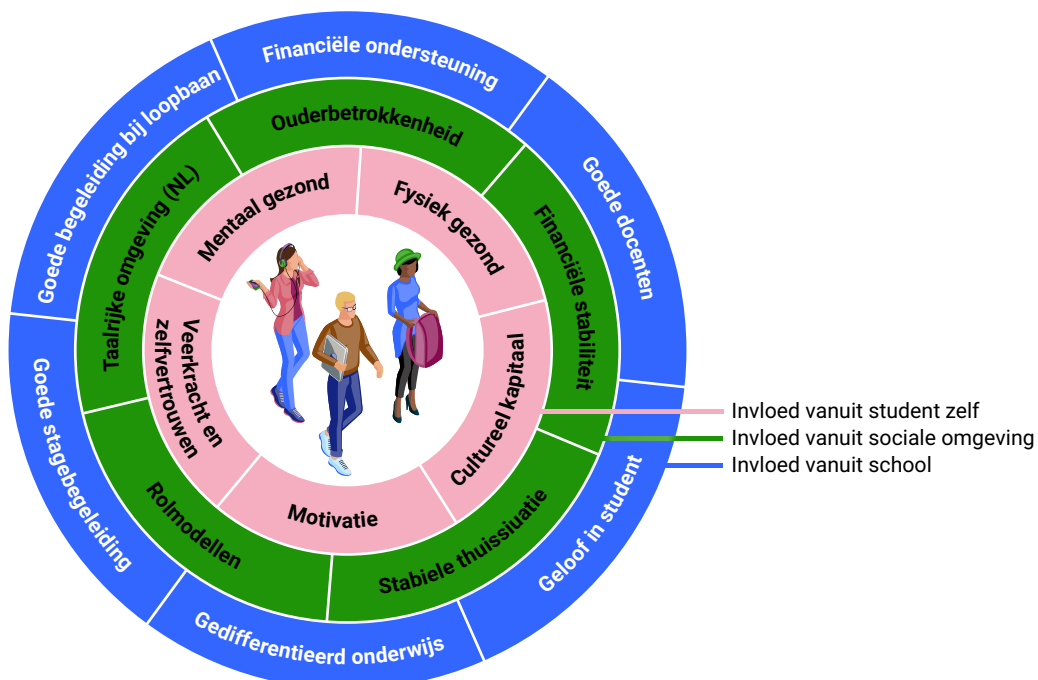 Financiële ondersteuning
Goede docenten
Geloof in student
Gedifferentieerd onderwijs
Goede stagebegeleiding
Goede begeleiding bij loopbaan
Ouderbetrokkenheid
Financiële stabiliteit
Stabiele thuissiuatie
Rolmodellen
Taalrijke omgeving (NL)
Mentaal gezond
Fysiek gezond
Cultureel kapitaal
Motivatie
Veerkracht en
zelfvertrouwen
Invloed vanuit student zelf
Invloed vanuit sociale omgeving
Invloed vanuit school